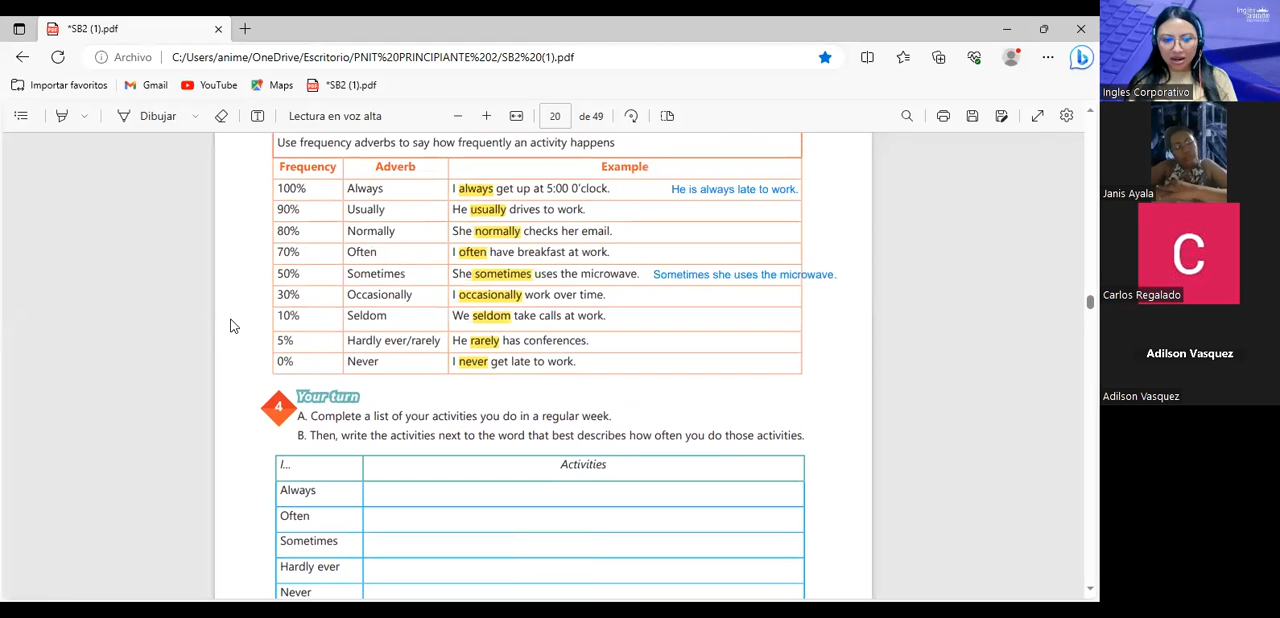 *SB2 (1).pdf
Archivo C:/Users/anime/OneDrive/Escritorio/PNIT%20PRINCIPIANTE%202/SB2%20(1).pdf
Importar favoritos Gmail YouTube Maps *SB2 (1).pdf
Dibujar Lectura en voz alta 20 de 49
Use frequency adverbs to say how frequently an activity happens
Frequency Adverb Example
100% Always I always get up at 5:00 0'clock. He is always late to work.
90% Usually He usually drives to work.
80% Normally She normally checks her email.
70% Often I often have breakfast at work.
50% Sometimes She sometimes uses the microwave. Sometimes she uses the microwave.
30% Occasionally I occasionally work over time.
10% Seldom We seldom take calls at work.
5% Hardly ever/rarely He rarely has conferences.
0% Never I never get late to work.
4 Your turn
A. Complete a list of your activities you do in a regular week.
B. Then, write the activities next to the word that best describes how often you do those activities.
I... Activities
Always
Often
Sometimes
Hardly ever
Never
Ingles Corporativo
Janis Ayala
C
Carlos Regalado
Adilson Vasquez
Adilson Vasquez